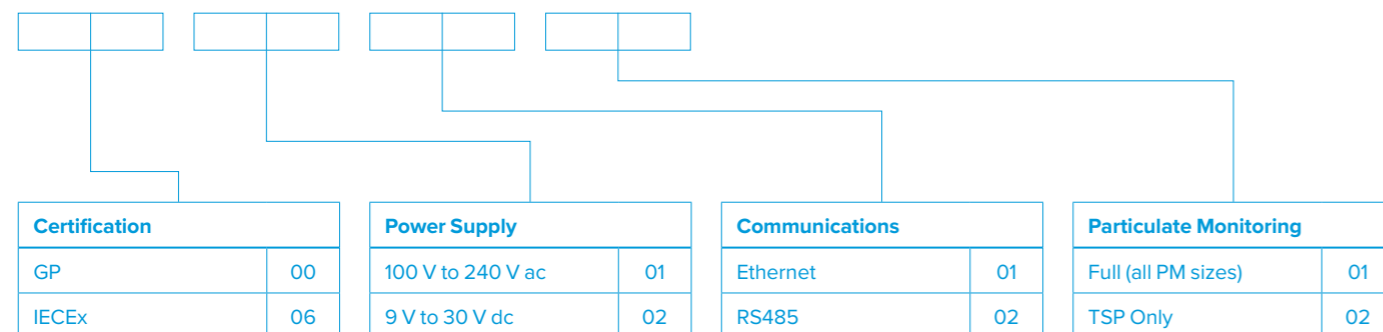 Certification
GP 00
IECEx 06
Power Supply
100 V to 240 V ac 01
9 V to 30 V dc 02
Communications
Ethernet 01
RS485 02
Particulate Monitoring
Full (all PM sizes) 01
TSP Only 02